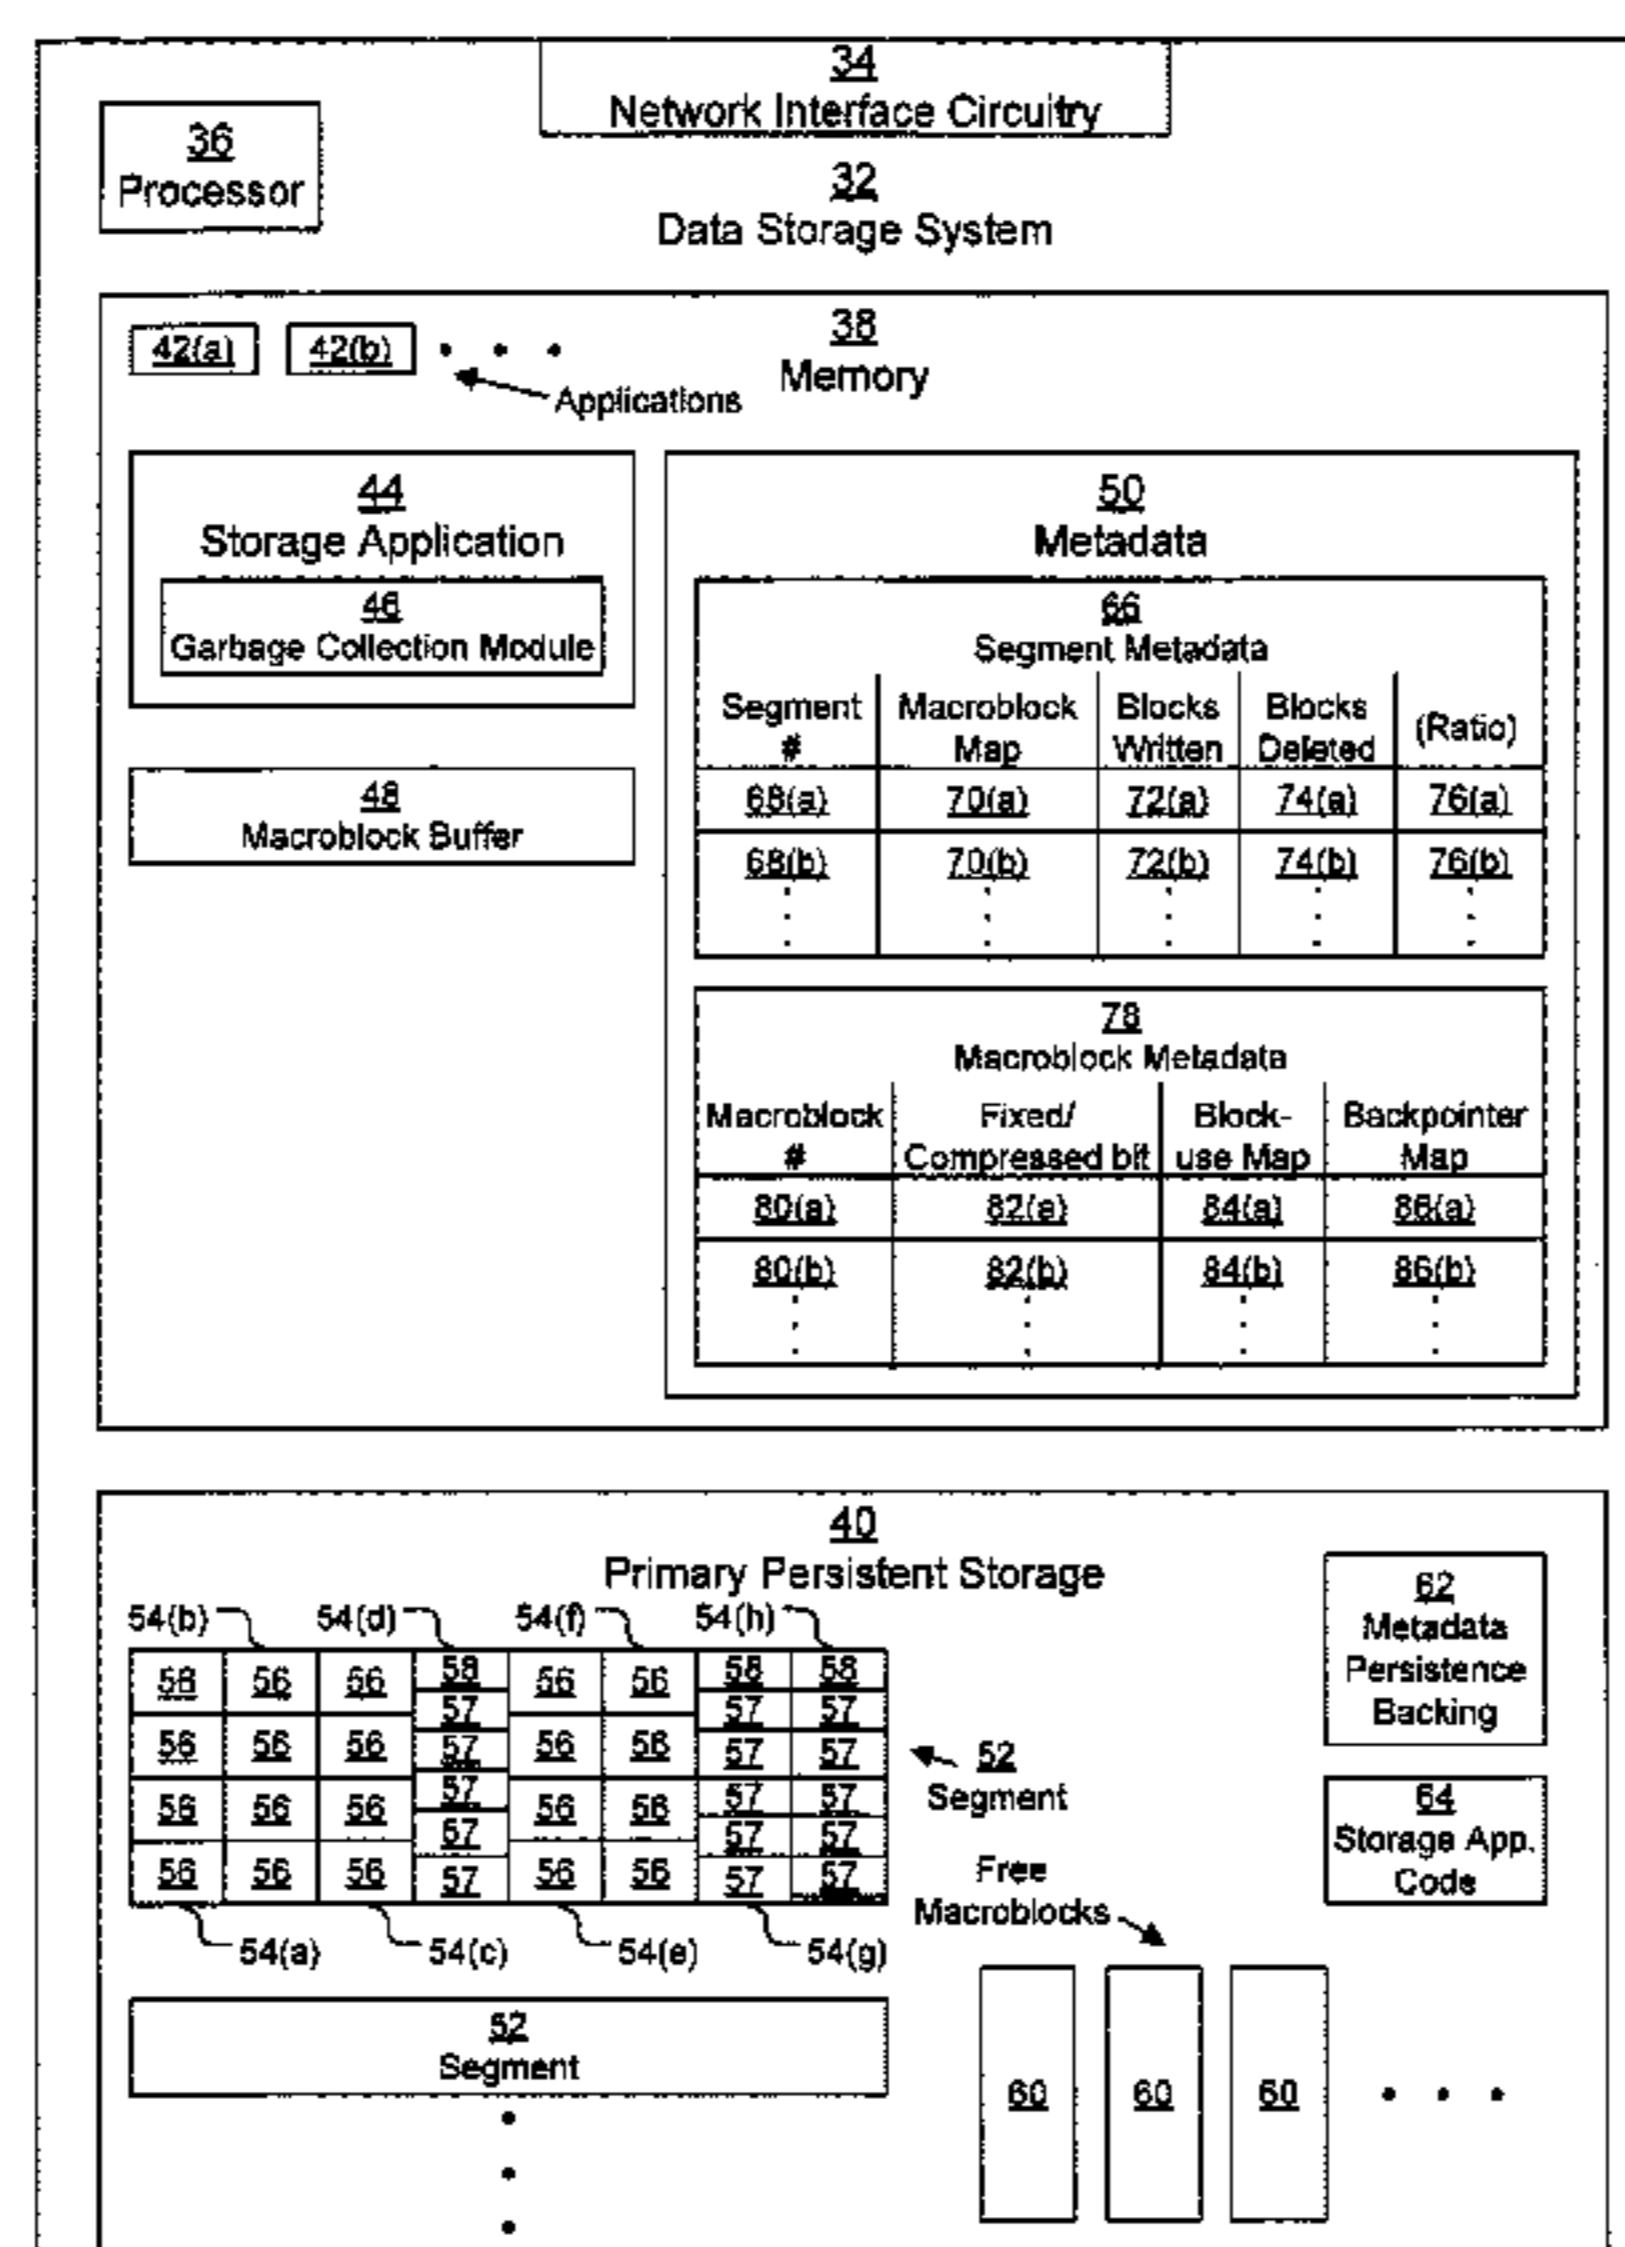 34
Network Interface Circuitry
36
Processor
32
Data Storage System
42(a) 42(b) • • •
38
Memory
Applications
44
Storage Application
46
Garbage Collection Module
48
Macroblock Buffer
50
Metadata
66
Segment Metadata
Segment # Macroblock Map Blocks Written Blocks Deleted (Ratio)
68(a) 70(a) 72(a) 74(a) 76(a)
68(b) 70(b) 72(b) 74(b) 76(b)
78
Macroblock Metadata
Macroblock # Fixed/ Compressed bit Block- use Map Backpointer Map
80(a) 82(a) 84(a) 86(a)
80(b) 82(b) 84(b) 86(b)
40
Primary Persistent Storage
54(b) 54(d) 54(f) 54(h)
56 56 56 58 56 56 58 58
57 57 57
56 56 56 57 56 56 57 57
57 57 57
56 56 56 57 56 56 57 57
56 56 56 57 56 56 57 57
54(a) 54(c) 54(e) 54(g)
52
Segment
62
Metadata
Persistence
Backing
64
Storage App.
Code
Free
Macroblocks
52
Segment
60 60 60 • • •